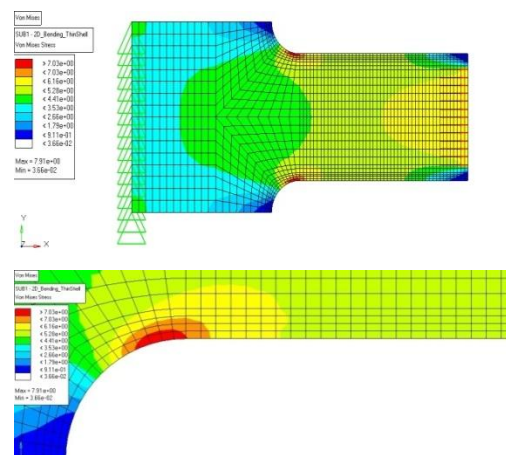 Von Mises
SUB1 - 2D_Bending_ThinShell
Von Mises Stress
> 7.03e+00
< 7.03e+00
< 6.16e+00
< 5.28e+00
< 4.41e+00
< 3.53e+00
< 2.66e+00
< 1.79e+00
< 9.11e-01
< 3.66e-02
Max = 7.91e+00
Min = 3.66e-02
Y
Z X
Von Mises
SUB1 - 2D_Bending_ThinShell
Von Mises Stress
> 7.03e+00
< 7.03e+00
< 6.16e+00
< 5.28e+00
< 4.41e+00
< 3.53e+00
< 2.66e+00
< 1.79e+00
< 9.11e-01
< 3.66e-02
Max = 7.91e+00
Min = 3.66e-02